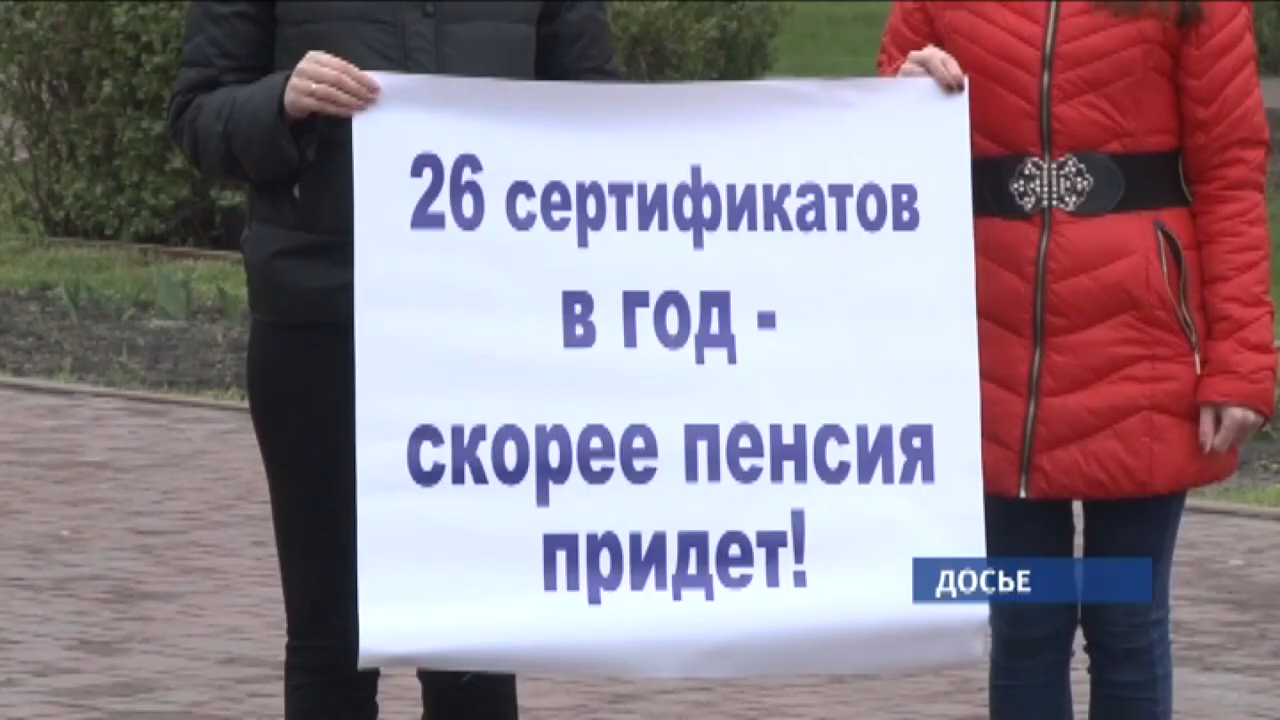 26 сертификатов
в год -
скорее пенсия
придет!
ДОСЬЕ